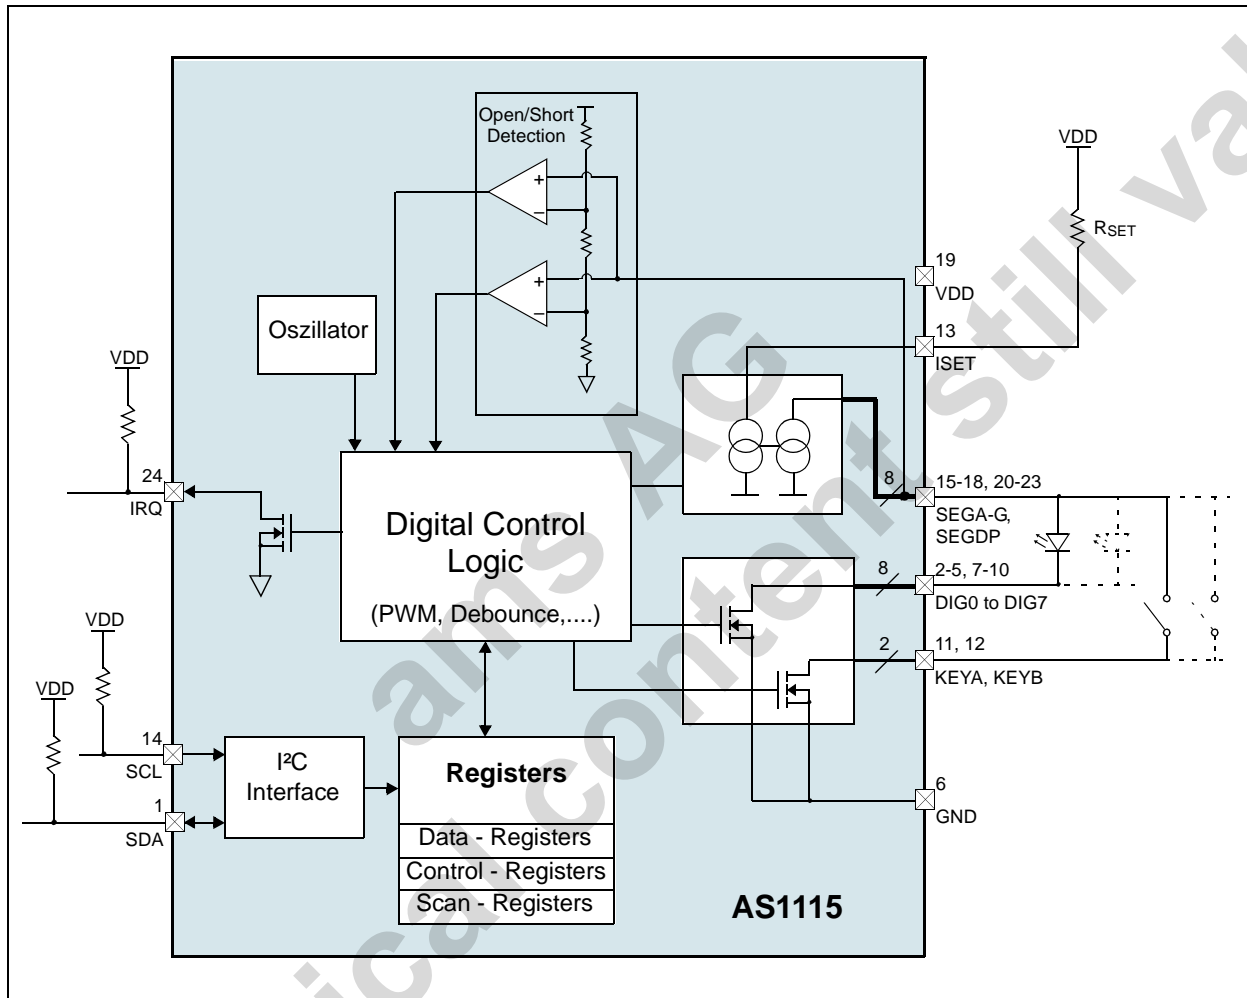 Open/Short
Detection
+
–
+
–
VDD
RSET
19
VDD
13
ISET
Oszillator
VDD
24
IRQ
Digital Control
Logic
(PWM, Debounce,....)
8
15-18, 20-23
SEGA-G,
SEGDP
8
2-5, 7-10
DIG0 to DIG7
2
11, 12
KEYA, KEYB
VDD
VDD
14
SCL
1
SDA
I²C
Interface
Registers
Data - Registers
Control - Registers
Scan - Registers
6
GND
AS1115
ams AG
ical content still val